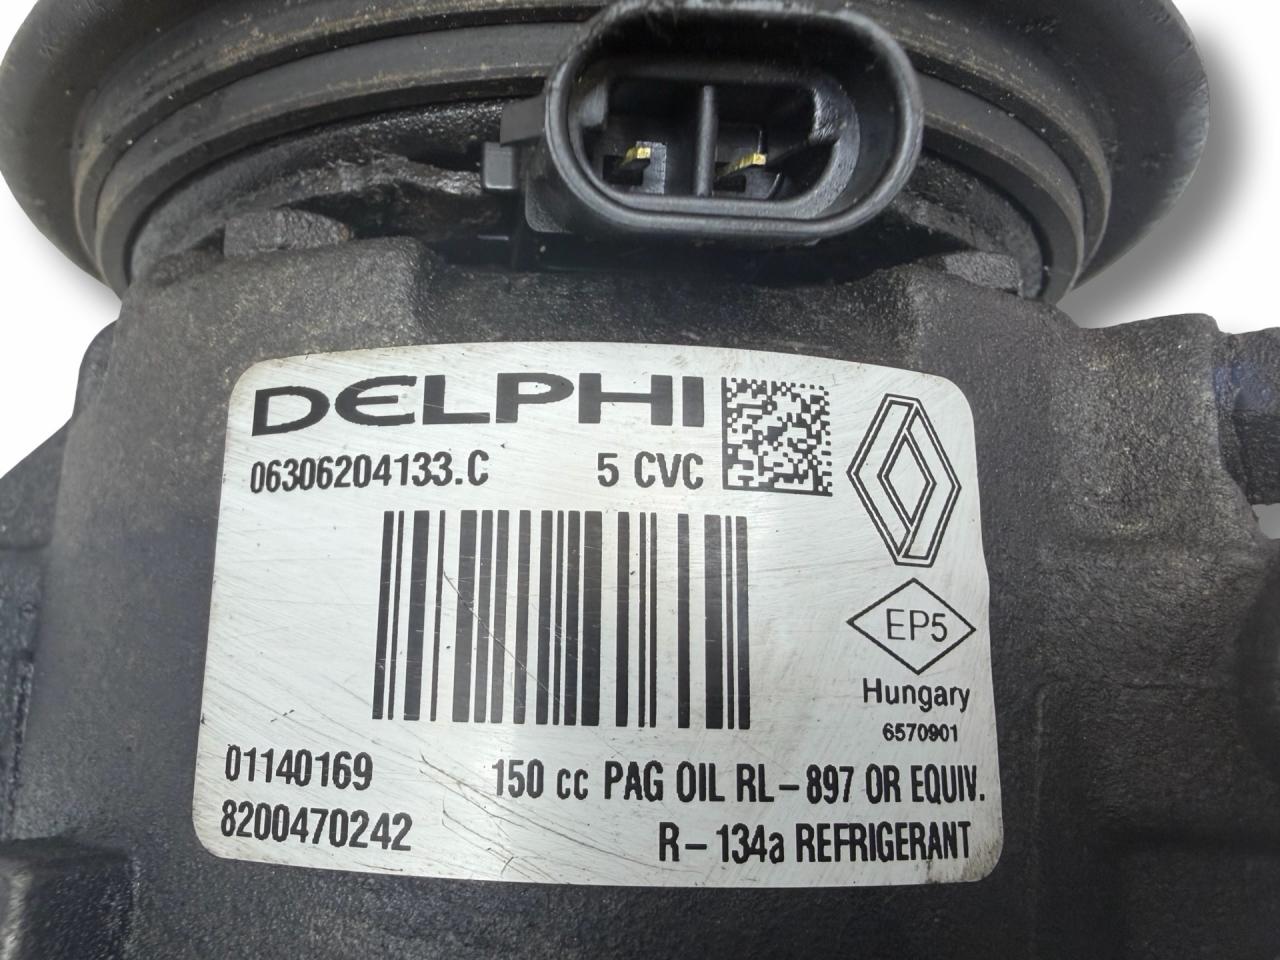 DELPHI
06306204133.C 5 CVC
EP5
Hungary
6570901
01140169 150 cc PAG OIL RL-897 OR EQUIV.
8200470242 R-134a REFRIGERANT